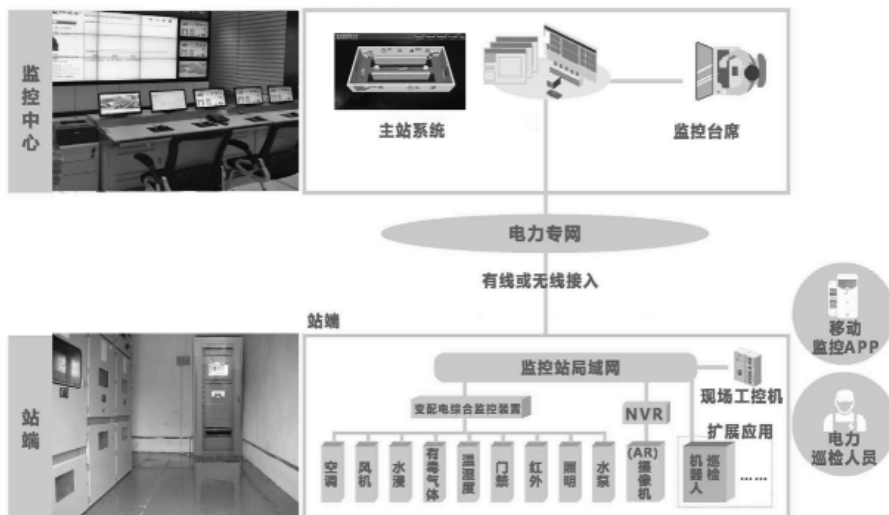 监控中心
主站系统
监控台席
电力专网
有线或无线接入
站端
站端
监控站局域网
现场工控机
变配电综合监控装置
NVR
扩展应用
空调
风机
水浸
有毒气体
温湿度
门禁
红外
照明
水泵
(AR)摄像机
巡检机器人
……
移动
监控APP
电力
巡检人员